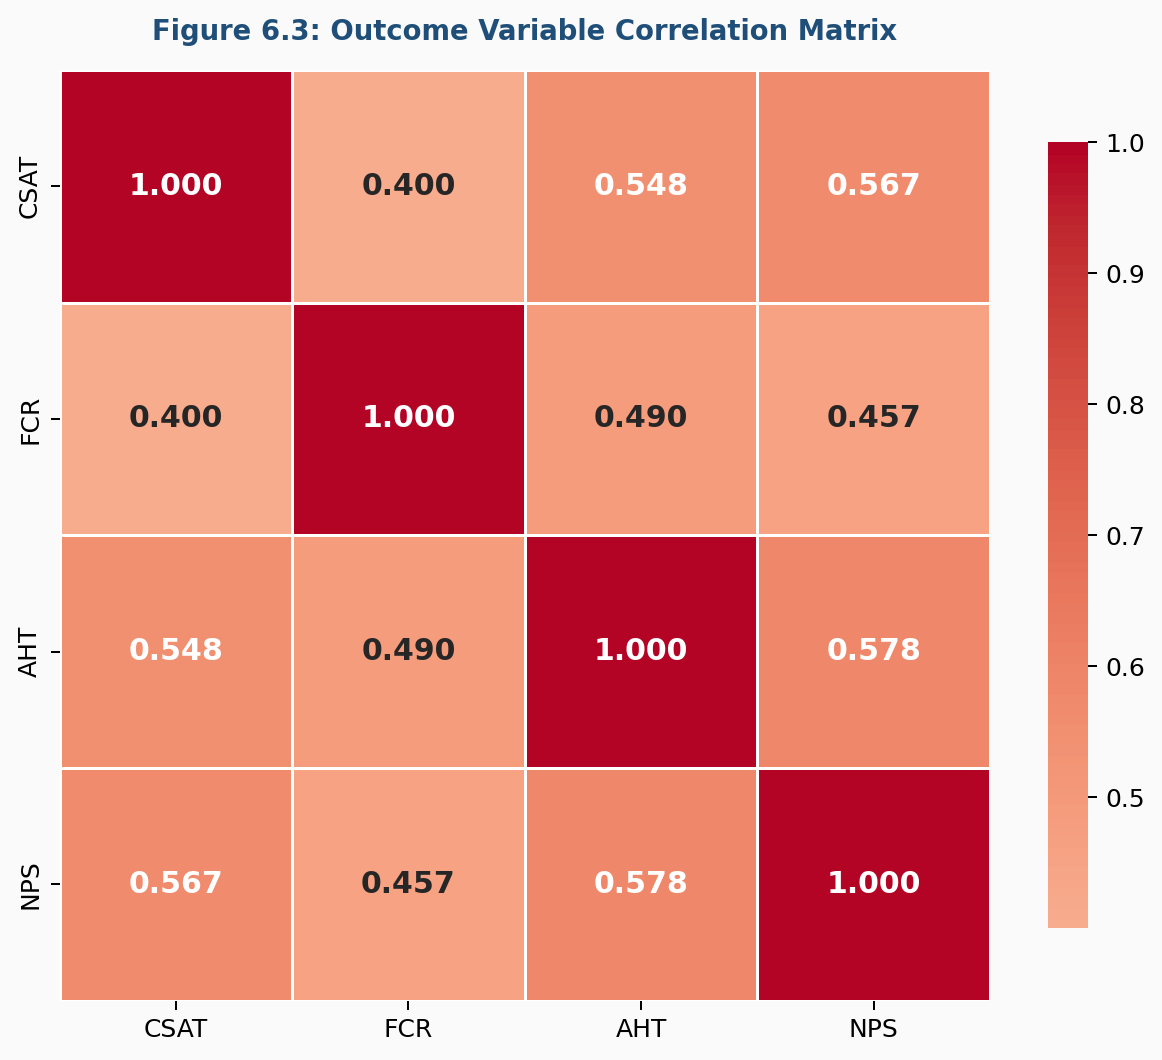 Figure 6.3: Outcome Variable Correlation Matrix
CSAT 1.000 0.400 0.548 0.567
FCR 0.400 1.000 0.490 0.457
AHT 0.548 0.490 1.000 0.578
NPS 0.567 0.457 0.578 1.000
CSAT FCR AHT NPS
1.0
0.9
0.8
0.7
0.6
0.5